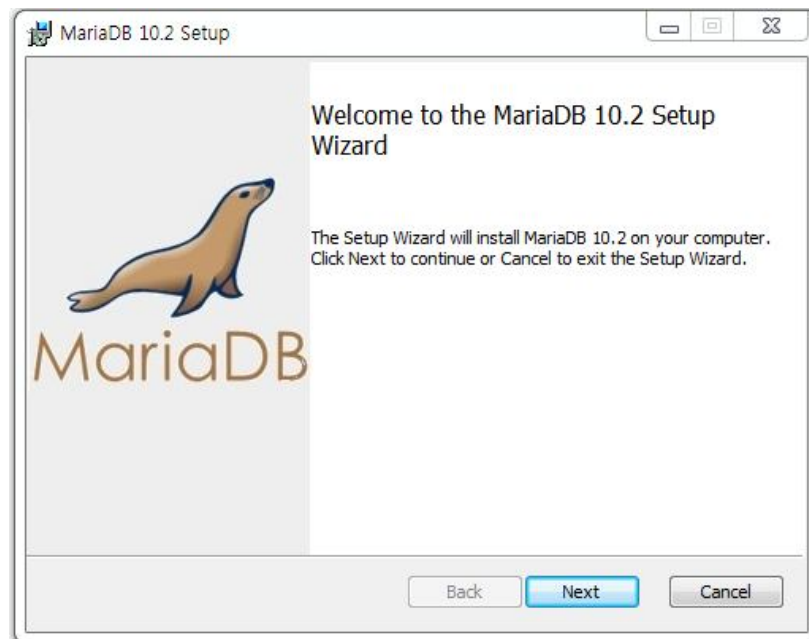 MariaDB 10.2 Setup
Welcome to the MariaDB 10.2 Setup
Wizard
The Setup Wizard will install MariaDB 10.2 on your computer.
Click Next to continue or Cancel to exit the Setup Wizard.
MariaDB
Back
Next
Cancel